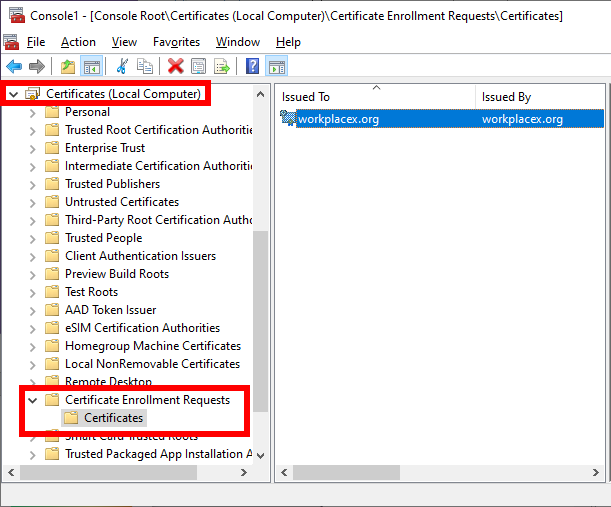 Console1 - [Console Root\Certificates (Local Computer)\Certificate Enrollment Requests\Certificates]
File Action View Favorites Window Help
Certificates (Local Computer)
Personal
Trusted Root Certification Authoritie
Enterprise Trust
Intermediate Certification Authoritie
Trusted Publishers
Untrusted Certificates
Third-Party Root Certification Autho
Trusted People
Client Authentication Issuers
Preview Build Roots
Test Roots
AAD Token Issuer
eSIM Certification Authorities
Homegroup Machine Certificates
Local NonRemovable Certificates
Remote Desktop
Certificate Enrollment Requests
Certificates
Smart Card Trusted Roots
Trusted Packaged App Installation A
Issued To Issued By
workplacex.org workplacex.org